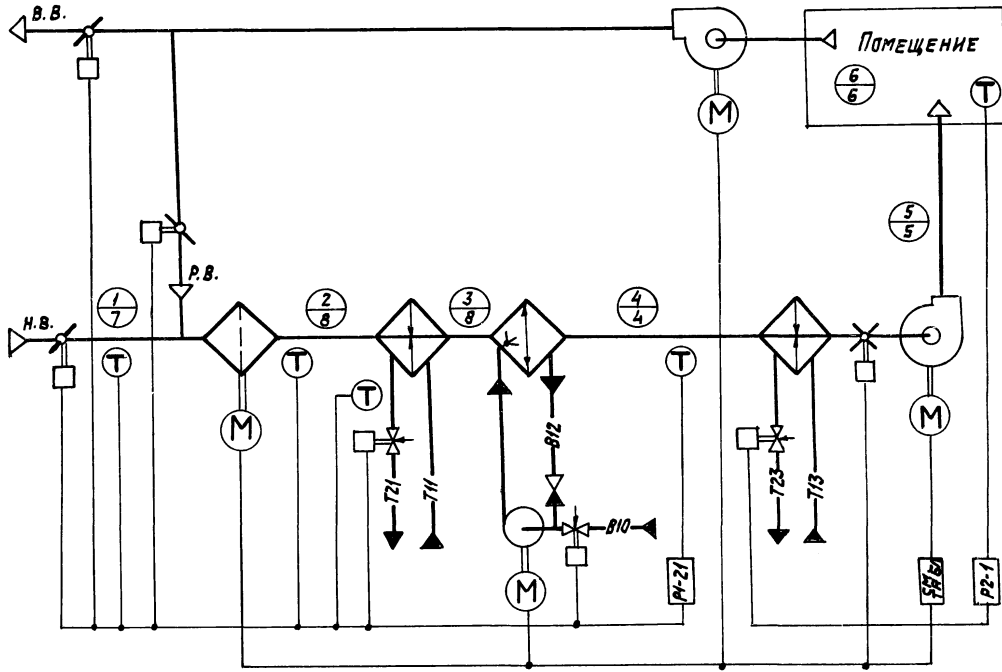 В.В.
ПОМЕЩЕНИЕ
6
6
Т
М
5
5
Р.В.
Н.В.
1
7
2
8
3
8
4
4
Т
Т
Т
Т
М
М
Т21
Т11
В12
В10
Т23
Т13
М
Р1-21
Р2-1